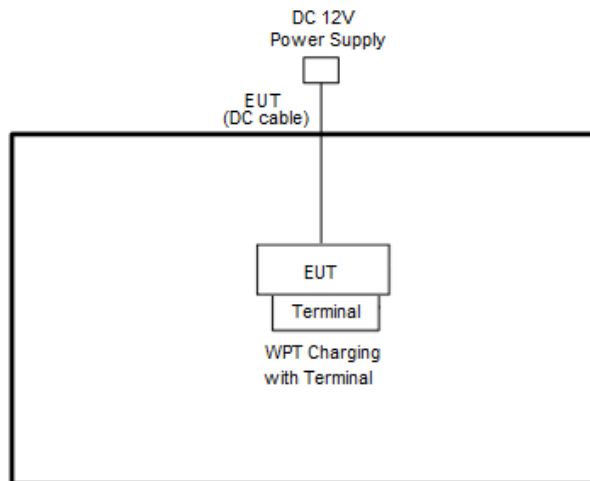 DC 12V
Power Supply
EUT
(DC cable)
EUT
Terminal
WPT Charging
with Terminal